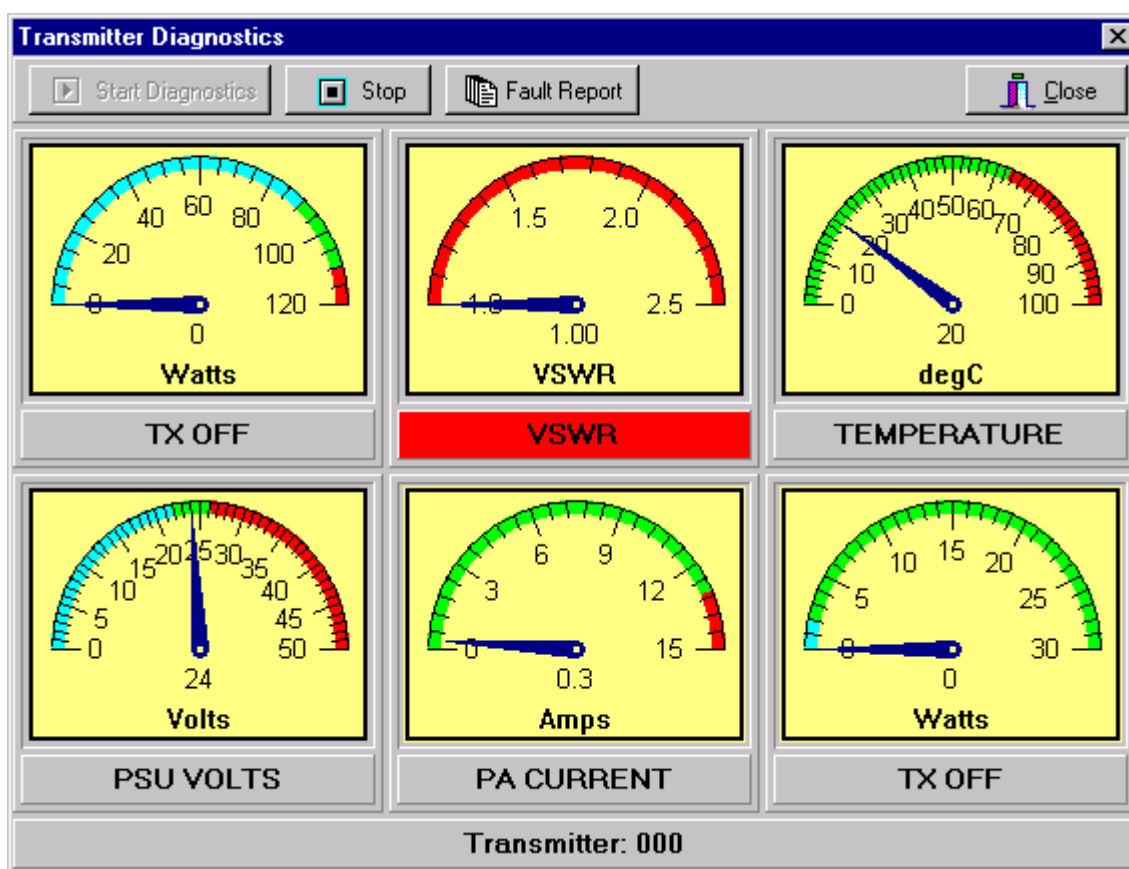 Transmitter Diagnostics
Start Diagnostics Stop Fault Report Close
0 20 40 60 80 100 120
0
Watts
TX OFF
1.0 1.5 2.0 2.5
1.00
VSWR
VSWR
0 10 20 30 40 50 60 70 80 90 100
20
degC
TEMPERATURE
0 5 10 15 20 25 30 35 40 45 50
24
Volts
PSU VOLTS
0 3 6 9 12 15
0.3
Amps
PA CURRENT
0 5 10 15 20 25 30
0
Watts
TX OFF
Transmitter: 000